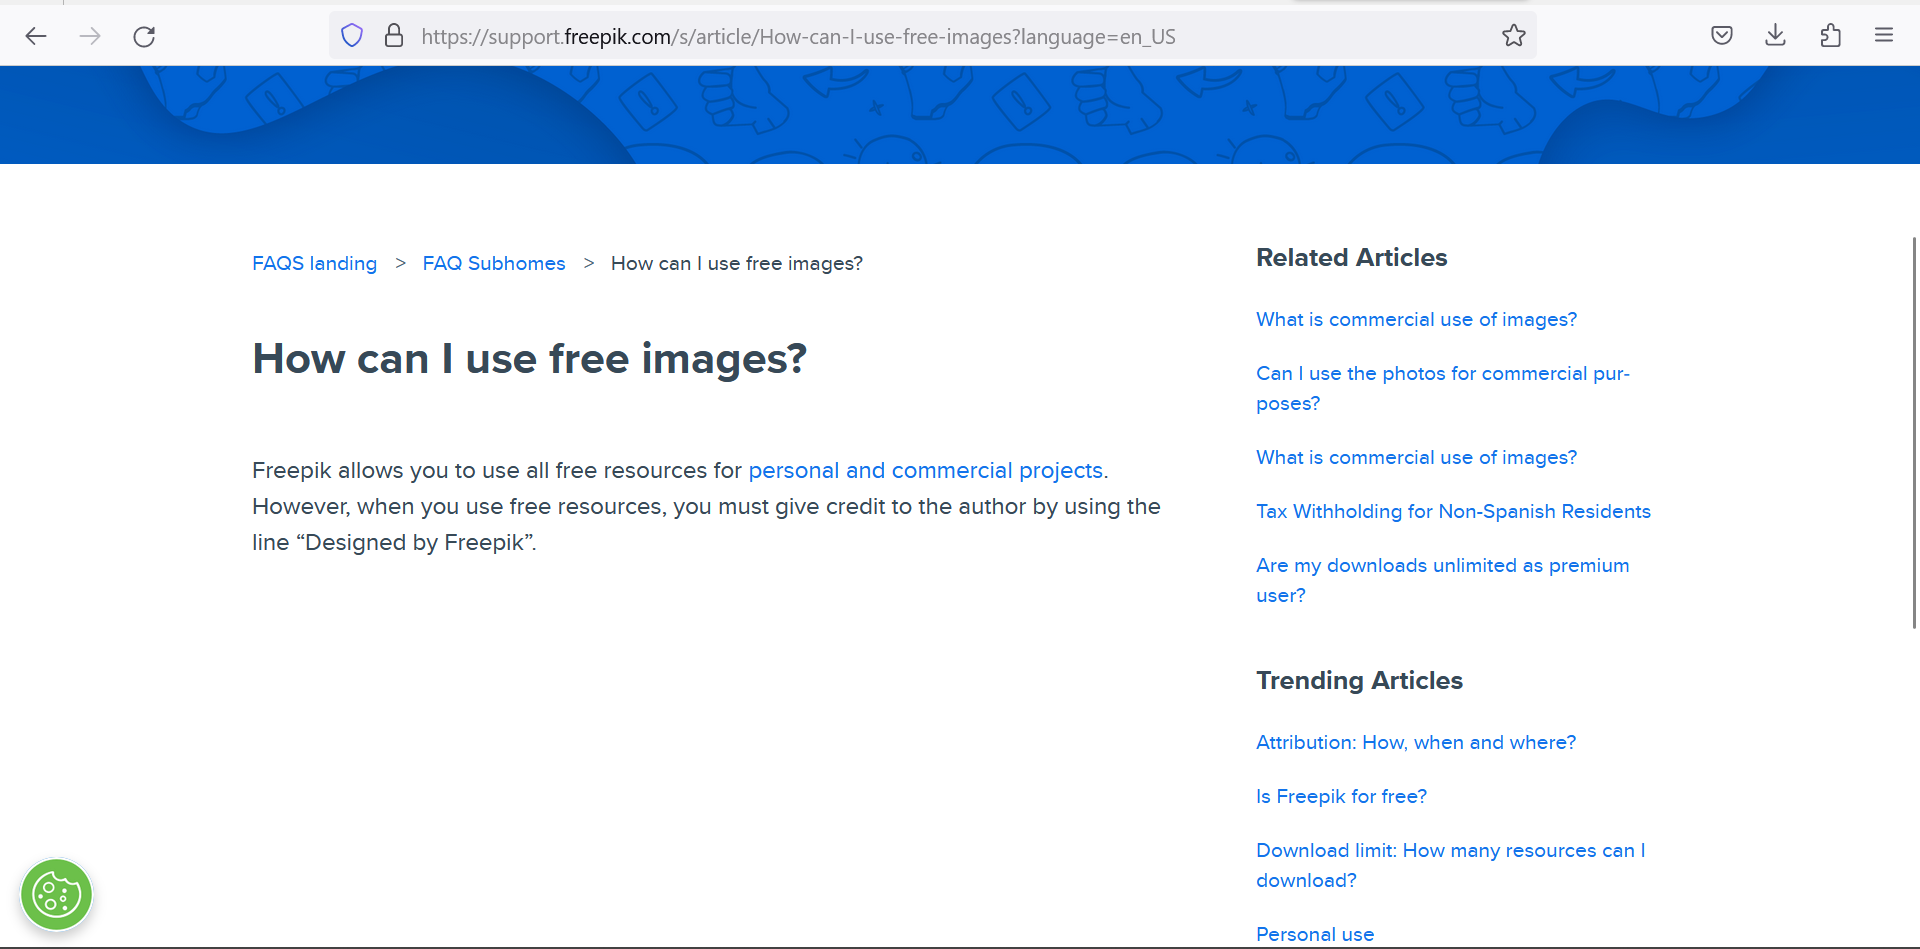 https://support.freepik.com/s/article/How-can-I-use-free-images?language=en_US
FAQS landing > FAQ Subhomes > How can I use free images?
How can I use free images?
Freepik allows you to use all free resources for personal and commercial projects.
However, when you use free resources, you must give credit to the author by using the
line “Designed by Freepik”.
Related Articles
What is commercial use of images?
Can I use the photos for commercial pur-
poses?
What is commercial use of images?
Tax Withholding for Non-Spanish Residents
Are my downloads unlimited as premium
user?
Trending Articles
Attribution: How, when and where?
Is Freepik for free?
Download limit: How many resources can I
download?
Personal use